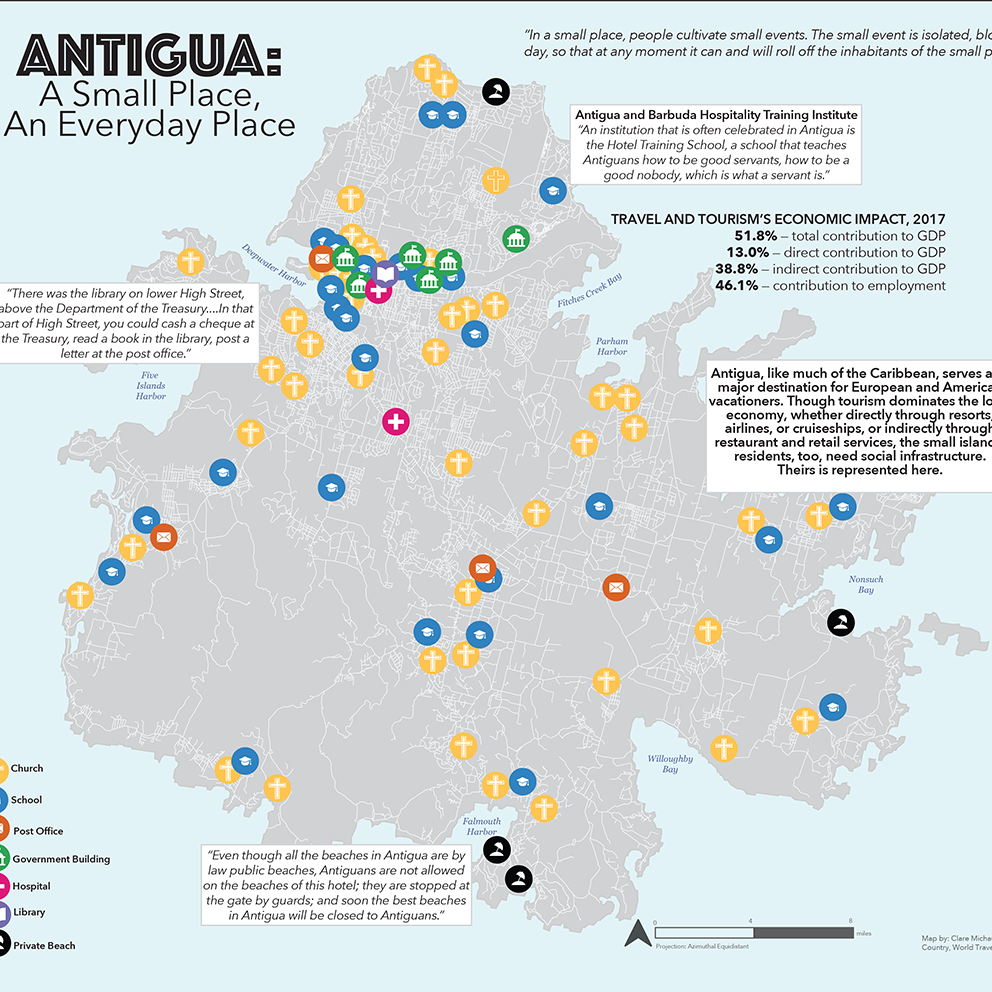 ANTIGUA:
A Small Place,
An Everyday Place
“In a small place, people cultivate small events. The small event is isolated,
day, so that at any moment it can and will roll off the inhabitants of the small
Antigua and Barbuda Hospitality Training Institute
“An institution that is often celebrated in Antigua is
the Hotel Training School, a school that teaches
Antiguans how to be good servants, how to be a
good nobody, which is what a servant is.”
TRAVEL AND TOURISM’S ECONOMIC IMPACT, 2017
51.8% – total contribution to GDP
13.0% – direct contribution to GDP
38.8% – indirect contribution to GDP
46.1% – contribution to employment
Deepwater Harbor
Fitches Creek Bay
“There was the library on lower High Street,
above the Department of the Treasury....In that
part of High Street, you could cash a cheque at
the Treasury, read a book in the library, post a
letter at the post office.”
Parham
Harbor
Five
Islands
Harbor
Antigua, like much of the Caribbean, serves a
major destination for European and America
vacationers. Though tourism dominates the lo
economy, whether directly through resorts,
airlines, or cruiseships, or indirectly through
restaurant and retail services, the small island
residents, too, need social infrastructure.
Theirs is represented here.
Nonsuch
Bay
Willoughby
Bay
Falmouth
Harbor
Church
School
Post Office
Government Building
Hospital
Library
Private Beach
“Even though all the beaches in Antigua are by
law public beaches, Antiguans are not allowed
on the beaches of this hotel; they are stopped at
the gate by guards; and soon the best beaches
in Antigua will be closed to Antiguans.”
0 4 8
miles
Projection: Azimuthal Equidistant
Map by: Clare Micha
Country, World Trave